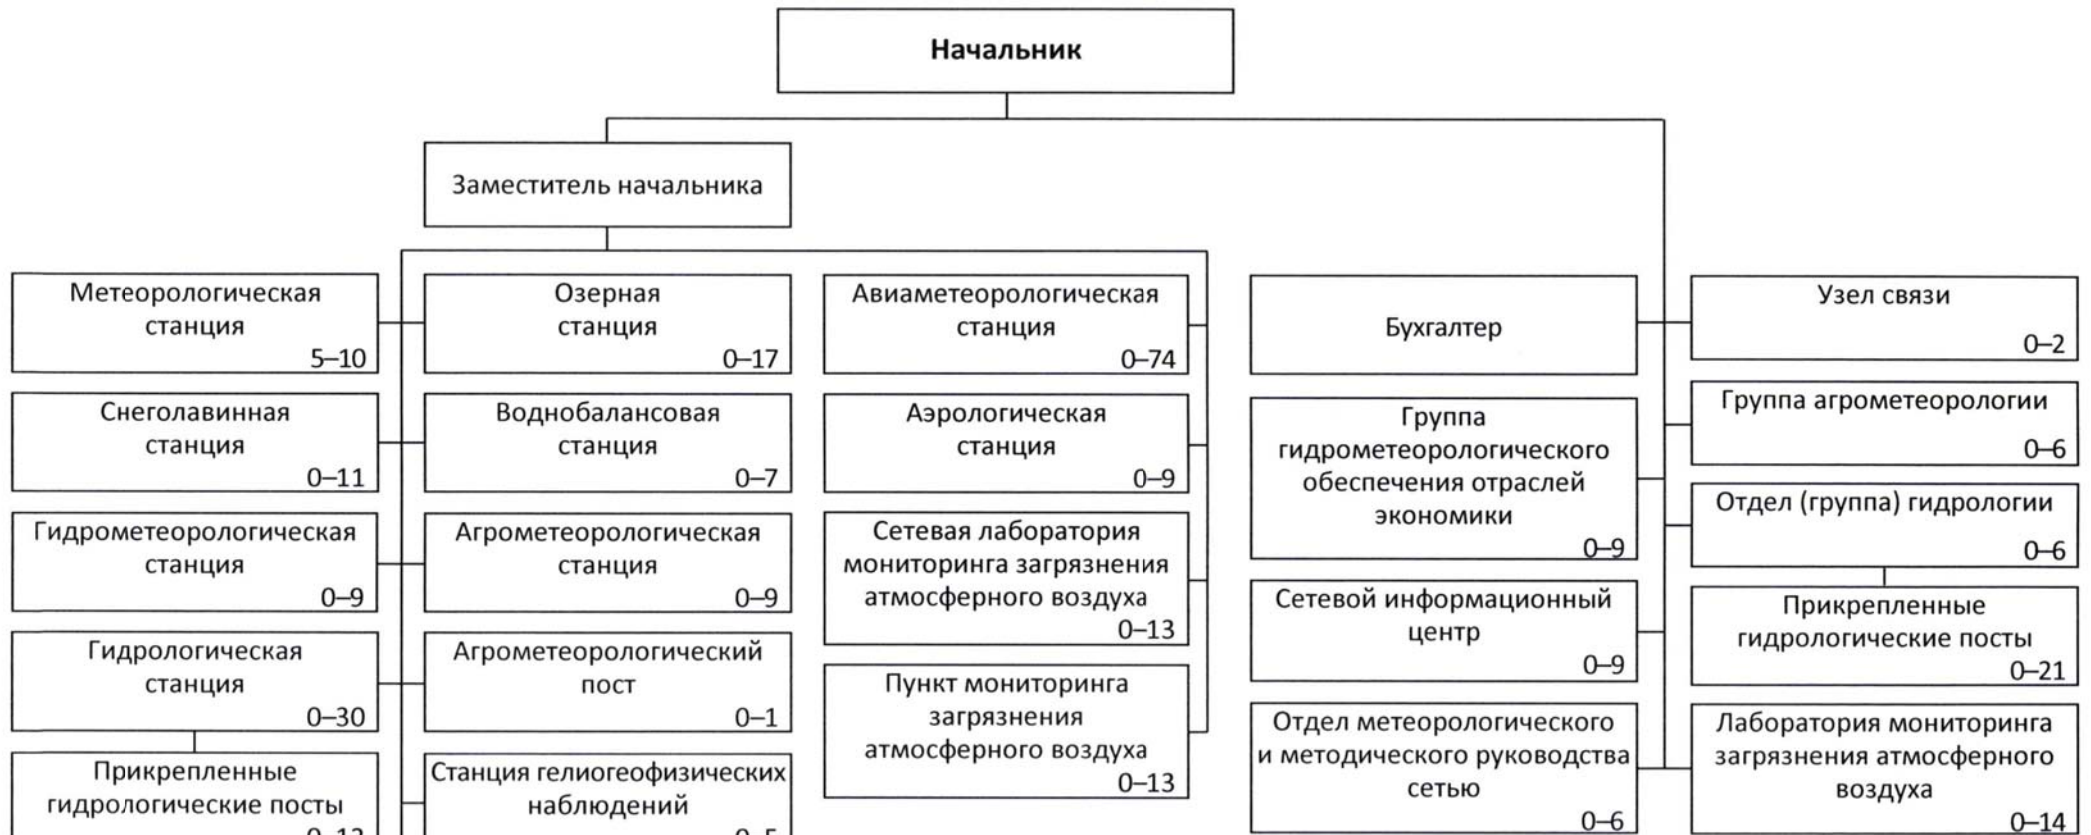 Начальник
Заместитель начальника
Метеорологическая
станция
5–10
Снеголавинная
станция
0–11
Гидрометеорологическая
станция
0–9
Гидрологическая
станция
0–30
Прикрепленные
гидрологические посты
Озерная
станция
0–17
Воднобалансовая
станция
0–7
Агрометеорологическая
станция
0–9
Агрометеорологический
пост
0–1
Станция гелиогеофизических
наблюдений
Авиаметеорологическая
станция
0–74
Аэрологическая
станция
0–9
Сетевая лаборатория
мониторинга загрязнения
атмосферного воздуха
0–13
Пункт мониторинга
загрязнения
атмосферного воздуха
0–13
Бухгалтер
Группа
гидрометеорологического
обеспечения отраслей
экономики
0–9
Сетевой информационный
центр
0–9
Отдел метеорологического
и методического руководства
сетью
0–6
Узел связи
0–2
Группа агрометеорологии
0–6
Отдел (группа) гидрологии
0–6
Прикрепленные
гидрологические посты
0–21
Лаборатория мониторинга
загрязнения атмосферного
воздуха
0–14